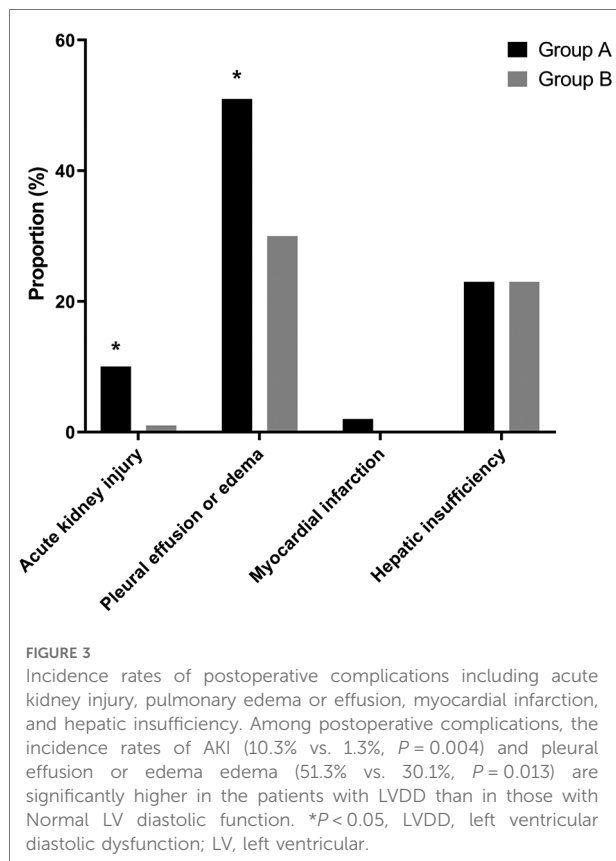 60
40
20
0
Proportion (%)
*
*
Group A
Group B
Acute kidney injury
Pleural effusion or edema
Myocardial infarction
Hepatic insufficiency
FIGURE 3
Incidence rates of postoperative complications including acute
kidney injury, pulmonary edema or effusion, myocardial infarction,
and hepatic insufficiency. Among postoperative complications, the
incidence rates of AKI (10.3% vs. 1.3%, P = 0.004) and pleural
effusion or edema edema (51.3% vs. 30.1%, P = 0.013) are
significantly higher in the patients with LVDD than in those with
Normal LV diastolic function. *P < 0.05, LVDD, left ventricular
diastolic dysfunction; LV, left ventricular.